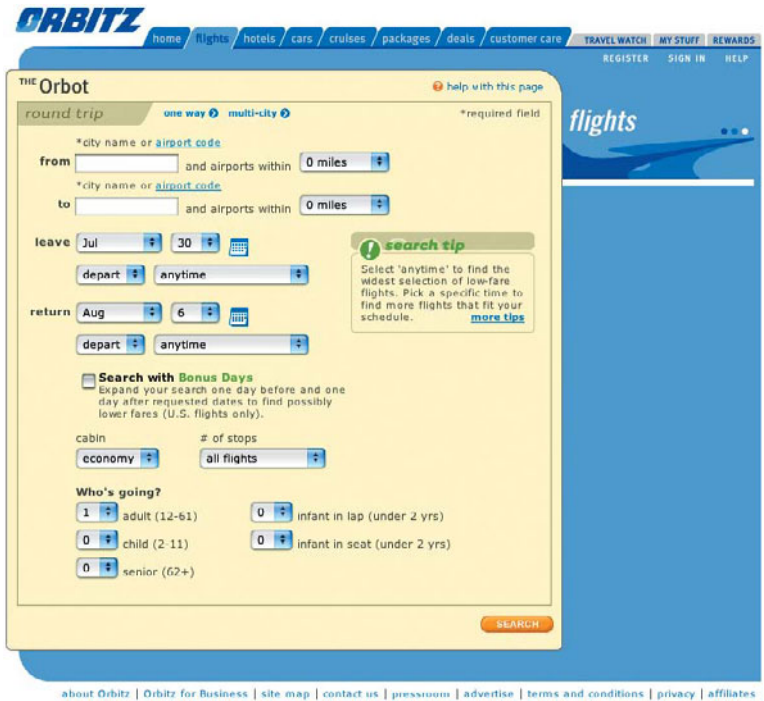 ORBITZ
home flights hotels cars cruises packages deals customer care TRAVEL WATCH MY STUFF REWARDS
REGISTER SIGN IN HELP
THE Orbot
help with this page
round trip one way multi-city *required field
flights
*city name or airport code
from and airports within 0 miles
*city name or airport code
to and airports within 0 miles
leave Jul 30
depart anytime
search tip
Select 'anytime' to find the
widest selection of low-fare
flights. Pick a specific time to
find more flights that fit your
schedule. more tips
return Aug 6
depart anytime
Search with Bonus Days
Expand your search one day before and one
day after requested dates to find possibly
lower fares (U.S. flights only).
cabin # of stops
economy all flights
Who's going?
1 adult (12-61) 0 infant in lap (under 2 yrs)
0 child (2-11) 0 infant in seat (under 2 yrs)
0 senior (62+)
SEARCH
about Orbitz | Orbitz for Business | site map | contact us | pressroom | advertise | terms and conditions | privacy | affiliates